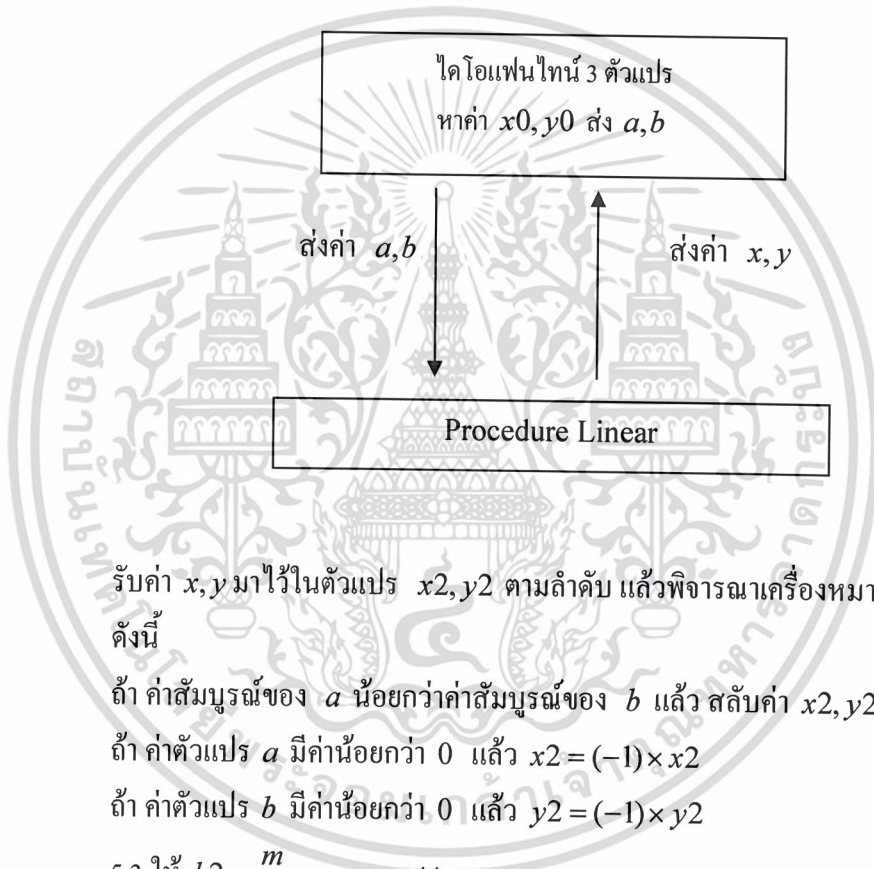 ไดโอแฟนไทน์ 3 ตัวแปร
หาค่า x0, y0 ส่ง a,b
ส่งค่า a,b
ส่งค่า x, y
Procedure Linear
รับค่า x, y มาไว้ในตัวแปร x2, y2 ตามลำดับ แล้วพิจารณาเครื่องหมา
ดังนี้
ถ้า ค่าสัมบูรณ์ของ a น้อยกว่าค่าสัมบูรณ์ของ b แล้ว สลับค่า x2, y2
ถ้า ค่าตัวแปร a มีค่าน้อยกว่า 0 แล้ว x2 = (−1) × x2
ถ้า ค่าตัวแปร b มีค่าน้อยกว่า 0 แล้ว y2 = (−1) × y2
ให้ m